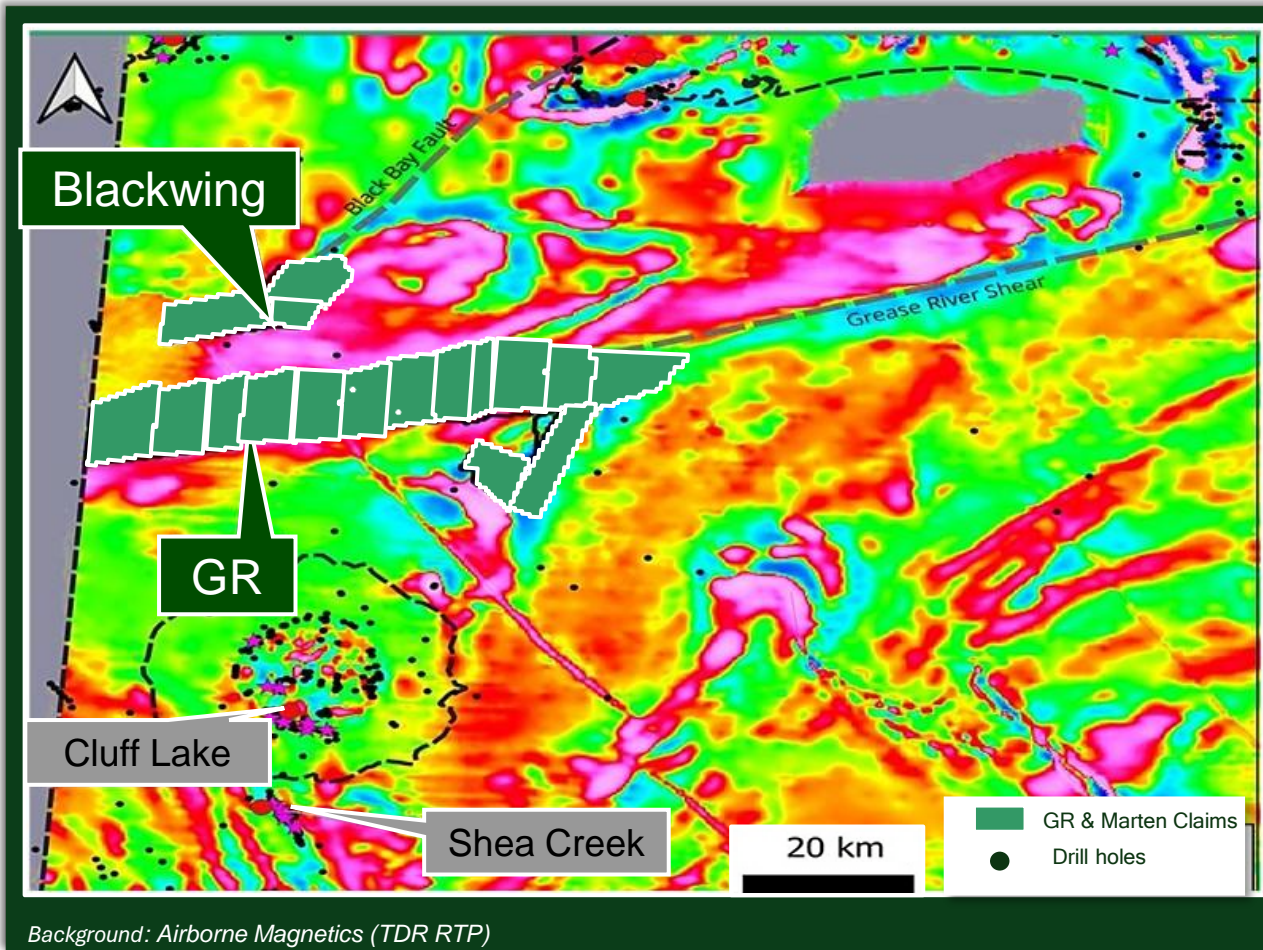 Black Bay Fault
Blackwing
Grease River Shear
GR
Cluff Lake
Shea Creek
20 km
GR & Marten Claims
Drill holes
Background: Airborne Magnetics (TDR RTP)